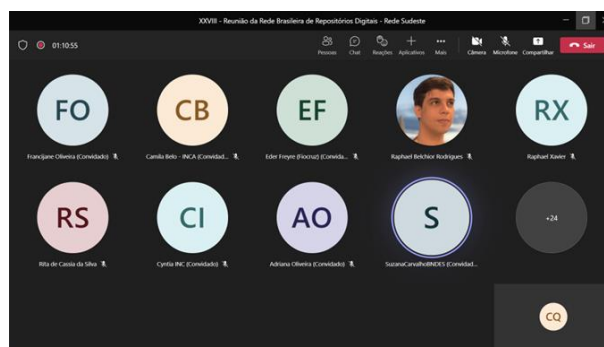 XXVIII - Reunião da Rede Brasileira de Repositórios Digitais - Rede Sudeste
01:10:55
Pessoas Chat Reações Aplicativos Mais Câmera Microfone Compartilhar Sair
FO CB EF RX
Francijane Oliveira (Convidado) Camila Belo - INCA (Convidad... Eder Freyre (Fiocruz) (Convida... Raphael Belchior Rodrigues Raphael Xavier
RS CI AO S +24
Rita de Cassia da Silva Cyntia INC (Convidado) Adriana Oliveira (Convidado) SuzanaCarvalhoBNDES (Convidad...
CQ